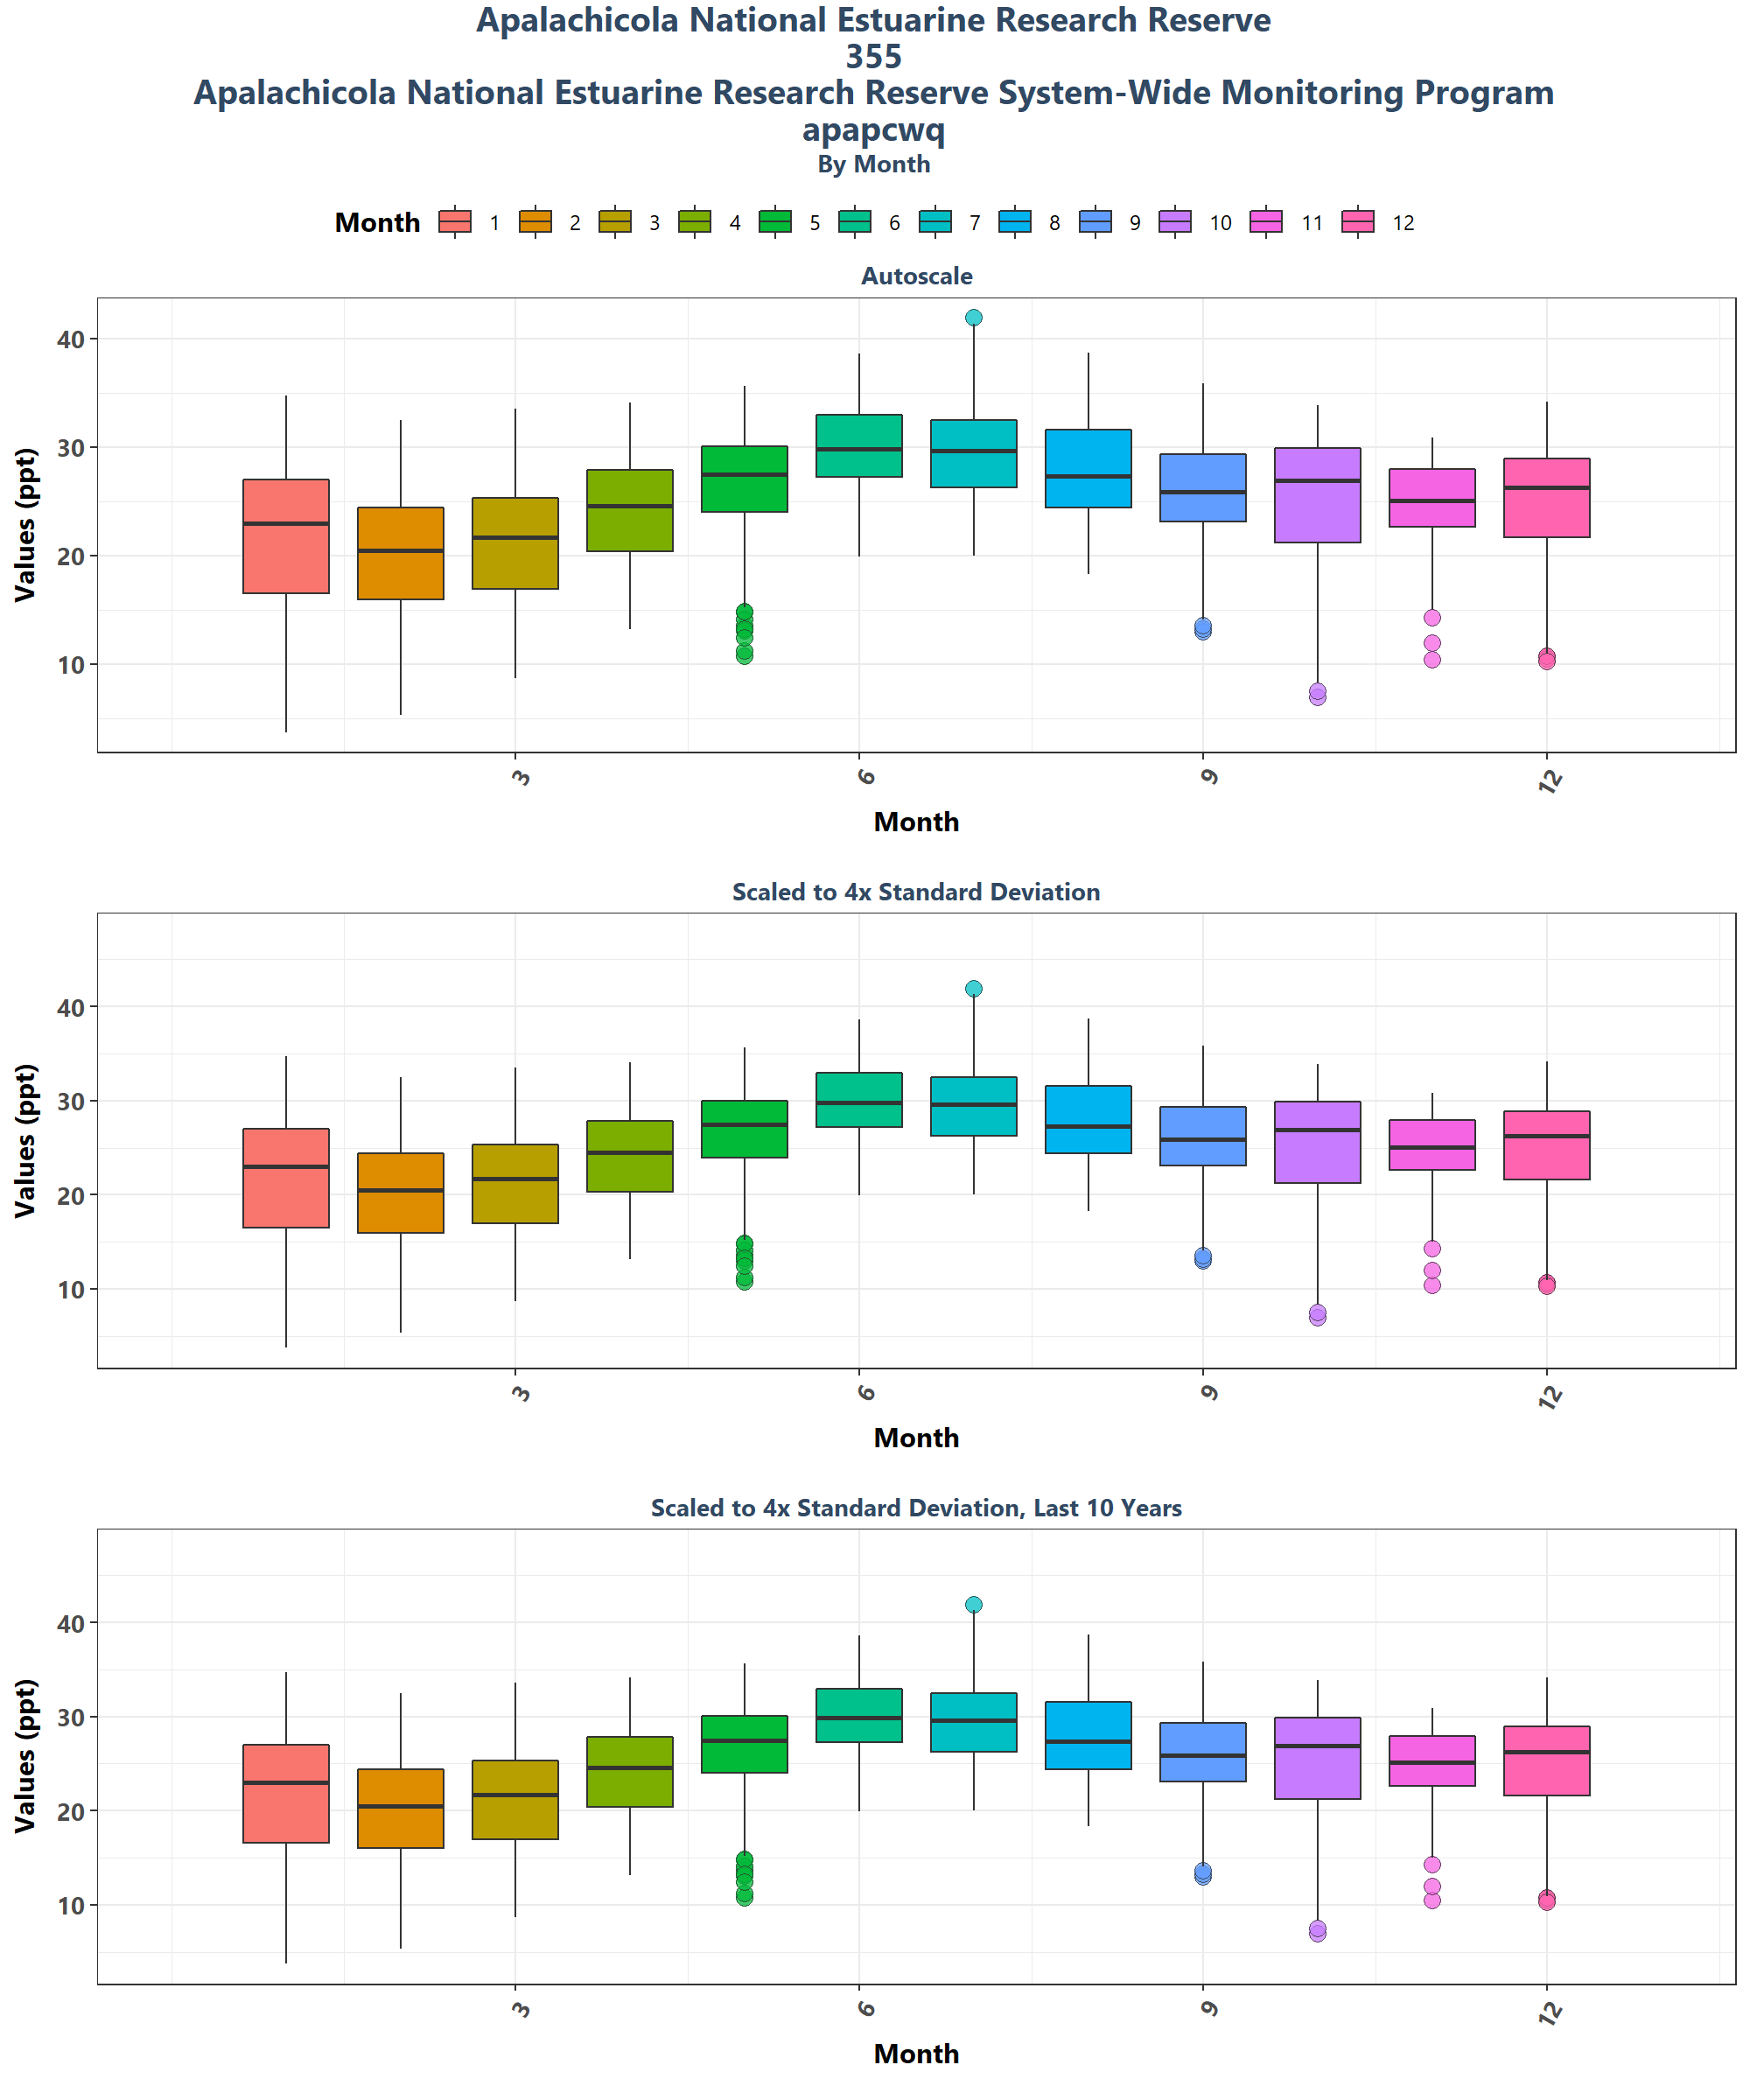 Apalachicola National Estuarine Research Reserve
355
Apalachicola National Estuarine Research Reserve System-Wide Monitoring Program
apapcwq
By Month
Month 1 2 3 4 5 6 7 8 9 10 11 12
Autoscale
Values (ppt)
40
30
20
10
3 6 9 12
Month
Scaled to 4x Standard Deviation
Values (ppt)
40
30
20
10
3 6 9 12
Month
Scaled to 4x Standard Deviation, Last 10 Years
Values (ppt)
40
30
20
10
3 6 9 12
Month